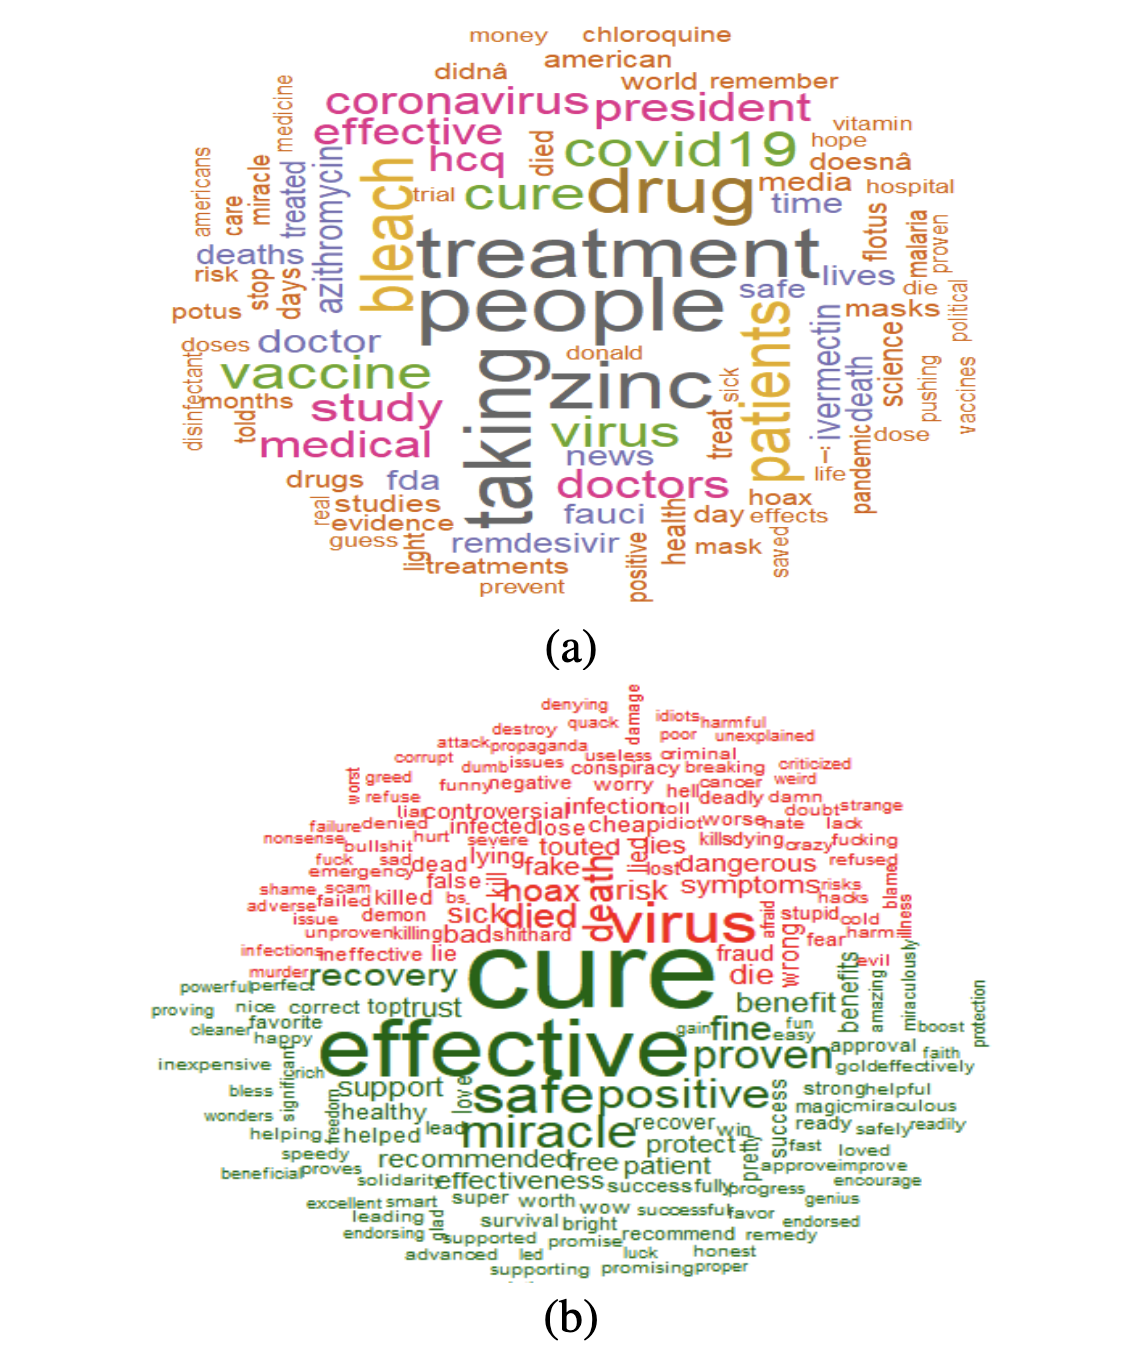 money chloroquine
american
didnâ
world remember
medicine
coronavirus president
effective
vitamin
died covid19 hope
hcq doesnâ
americans care miracle treated azithromycin bleach
trial cure drug media hospital
time
flotus malaria proven
treatment
deaths
risk stop days
lives
people safe die
potus masks political
doctor
doses donald
patients ivermectin death science pushing vaccines
vaccine taking zinc sick
disinfectant months
told study treat
virus dose
medical news pandemic
life
drugs fda doctors
real studies hoax
evidence fauci health day effects
guess light remdesivir mask saved
treatments positive
prevent
(a)
denying damage
quack idiots harmful
destroy poor unexplained
attack propaganda
corrupt useless criminal
dumb issues conspiracy breaking criticized
worst greed funny negative worry cancer weird
refuse hell deadly damn
liar controversial infection toll doubt strange
failure denied infected lose cheap idiot worse hate lack
nonsense hurt severe touted lied dies kills dying crazy fucking
bullshit
fuck sad dead lying fake death lost dangerous refused
emergency
false kill hoax risk symptoms risks
shame scam blame
adverse failed killed bs hacks
issue demon sick died virus afraid stupid cold illness
unproven killing bad shithard wrong fear harm
infections ineffective lie fraud evil
murder die
powerful perfect recovery cure benefits amazing miraculously protection
proving nice correct top trust benefit
cleaner favorite effective gain fine fun boost
happy easy
inexpensive significant rich proven approval faith
gold effectively
bless support love safe positive success strong helpful
wonders freedom healthy magic miraculous
helping helped lead miracle recover win ready safely readily
speedy protect pretty fast loved
beneficial proves recommended free patient approve improve
solidarity effectiveness successfully progress encourage
excellent smart super worth wow successful favor genius
leading glad survival bright endorsed
endorsing supported promise recommend remedy
advanced led luck honest
supporting promising proper
(b)